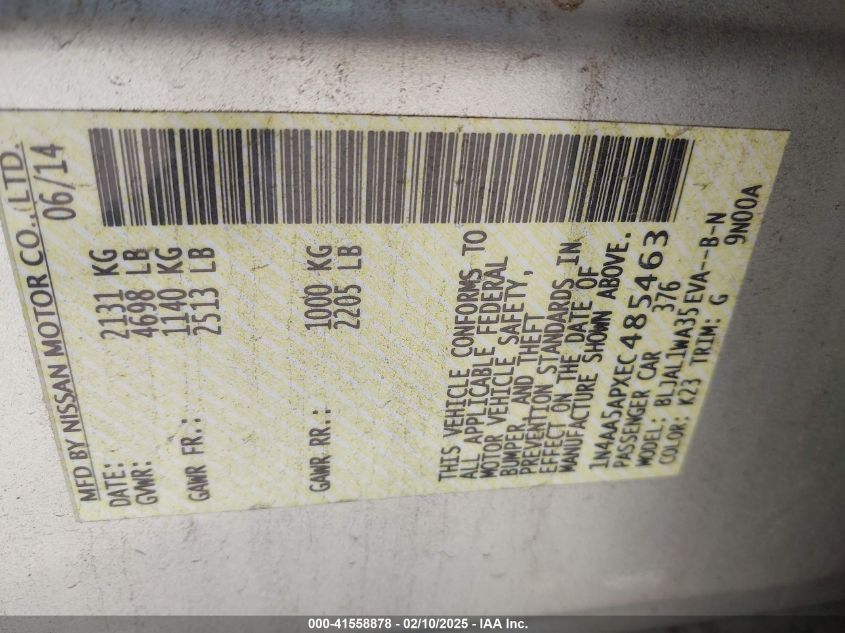 MFD BY NISSAN MOTOR CO.,LTD.
DATE: 06/14
GVWR: 2131 KG
4698 LB
GAWR FR.: 1140 KG
2513 LB
GAWR RR.: 1000 KG
2205 LB
THIS VEHICLE CONFORMS TO
ALL APPLICABLE FEDERAL
MOTOR VEHICLE SAFETY,
BUMPER, AND THEFT
PREVENTION STANDARDS IN
EFFECT ON THE DATE OF
MANUFACTURE SHOWN ABOVE.
1N4AA5APXEC485463
PASSENGER CAR 376
MODEL: BLJAL1WA35EVA--B-N
COLOR: K23 TRIM: G 9N00A
000-41558878 - 02/10/2025 - IAA Inc.